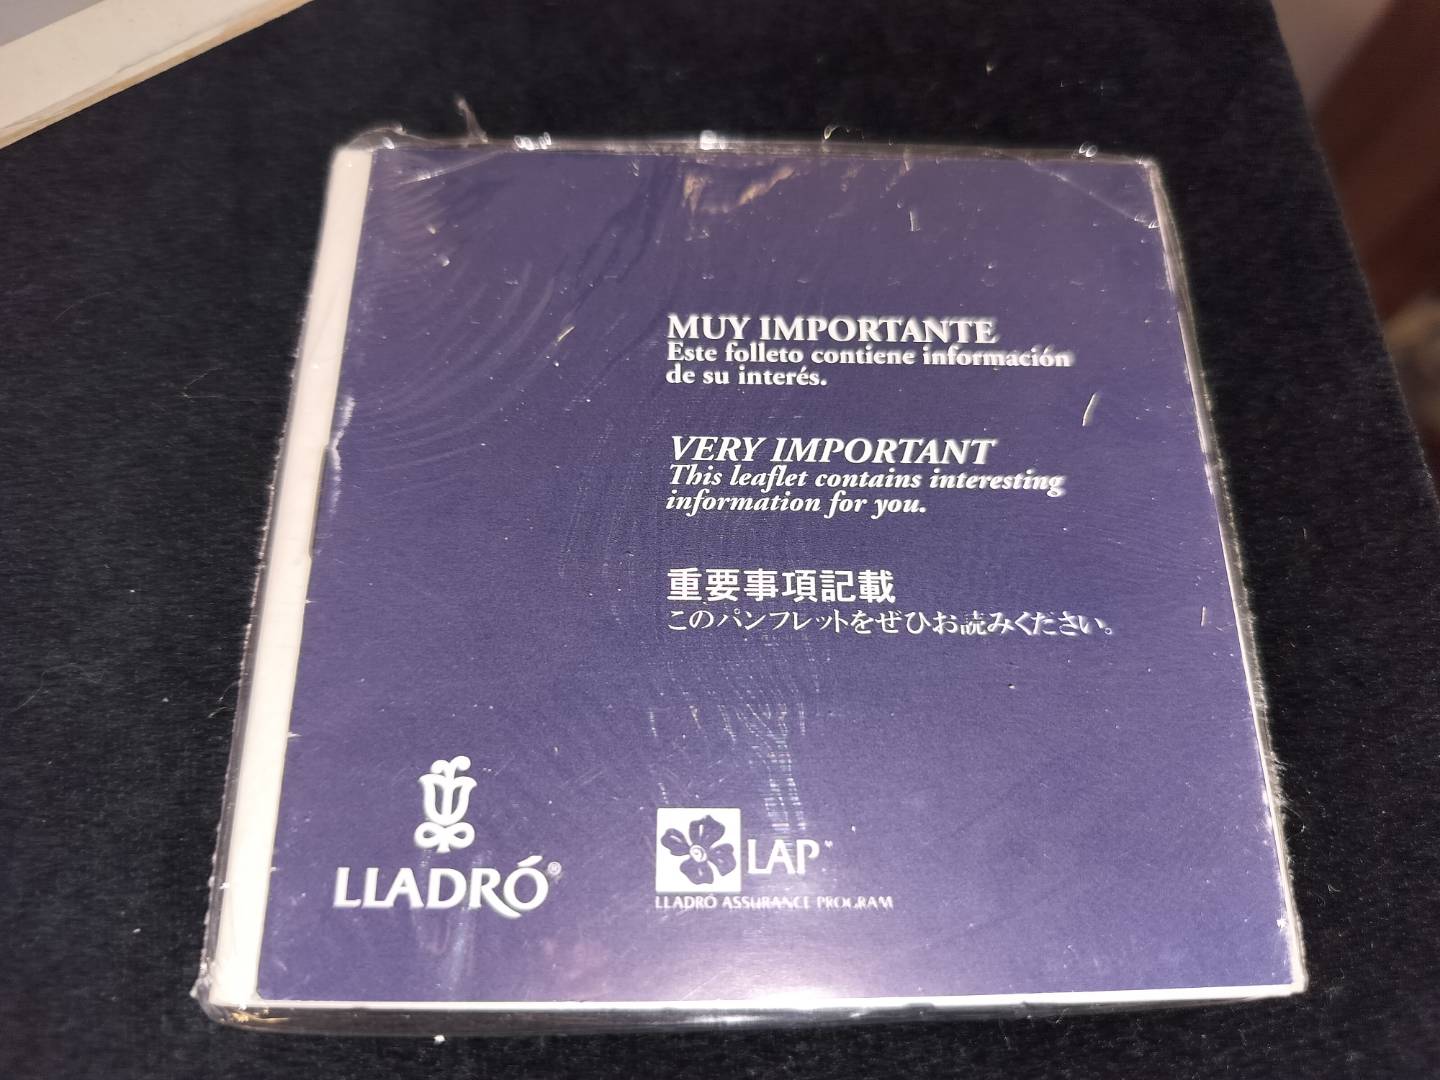 MUY IMPORTANTE
Este folleto contiene información
de su interés.
VERY IMPORTANT
This leaflet contains interesting
information for you.
重要事項記載
このパンフレットをぜひお読みください。
LLADRÓ®
LAP
LLADRÓ ASSURANCE PROGRAM